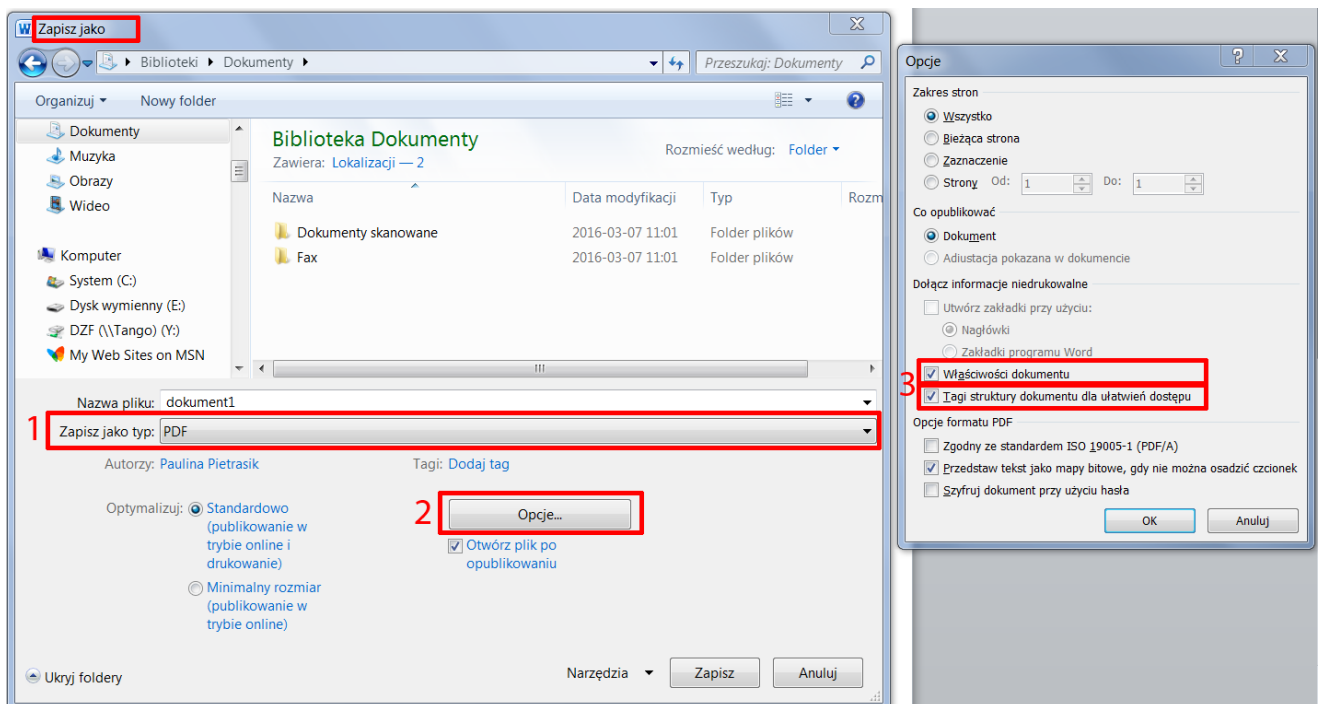 Zapisz jako
Biblioteki Dokumenty
Przeszukaj: Dokumenty
Organizuj Nowy folder
Dokumenty
Muzyka
Obrazy
Wideo
Komputer
System (C:)
Dysk wymienny (E:)
DZF (\\Tango) (Y:)
My Web Sites on MSN
Biblioteka Dokumenty
Zawiera: Lokalizacji — 2
Rozmieść według: Folder
Nazwa Data modyfikacji Typ Rozm
Dokumenty skanowane 2016-03-07 11:01 Folder plików
Fax 2016-03-07 11:01 Folder plików
Nazwa pliku: dokument1
1 Zapisz jako typ: PDF
Autorzy: Paulina Pietrasik Tagi: Dodaj tag
Optymalizuj: Standardowo
(publikowanie w
trybie online i
drukowanie)
Minimalny rozmiar
(publikowanie w
trybie online)
2 Opcje...
Otwórz plik po
opublikowaniu
Ukryj foldery
Narzędzia Zapisz Anuluj
Opcje
Zakres stron
Wszystko
Bieżąca strona
Zaznaczenie
Strony Od: 1 Do: 1
Co opublikować
Dokument
Adiustacja pokazana w dokumencie
Dołącz informacje niedrukowalne
Utwórz zakładki przy użyciu:
Nagłówki
Zakładki programu Word
3 Właściwości dokumentu
Tagi struktury dokumentu dla ułatwień dostępu
Opcje formatu PDF
Zgodny ze standardem ISO 19005-1 (PDF/A)
Przedstaw tekst jako mapy bitowe, gdy nie można osadzić czcionek
Szyfruj dokument przy użyciu hasła
OK Anuluj